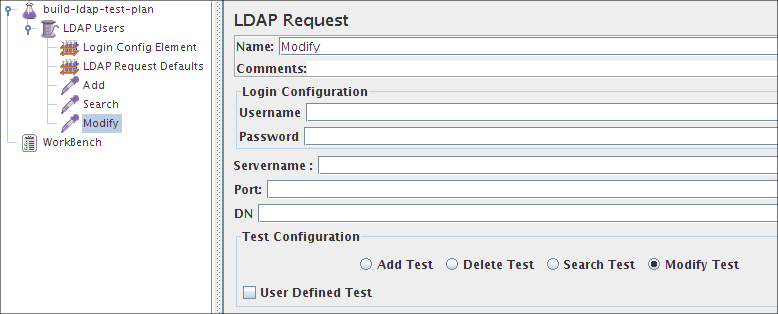 build-ldap-test-plan
LDAP Users
Login Config Element
LDAP Request Defaults
Add
Search
Modify
WorkBench
LDAP Request
Name: Modify
Comments:
Login Configuration
Username
Password
Servername :
Port:
DN
Test Configuration
Add Test Delete Test Search Test Modify Test
User Defined Test